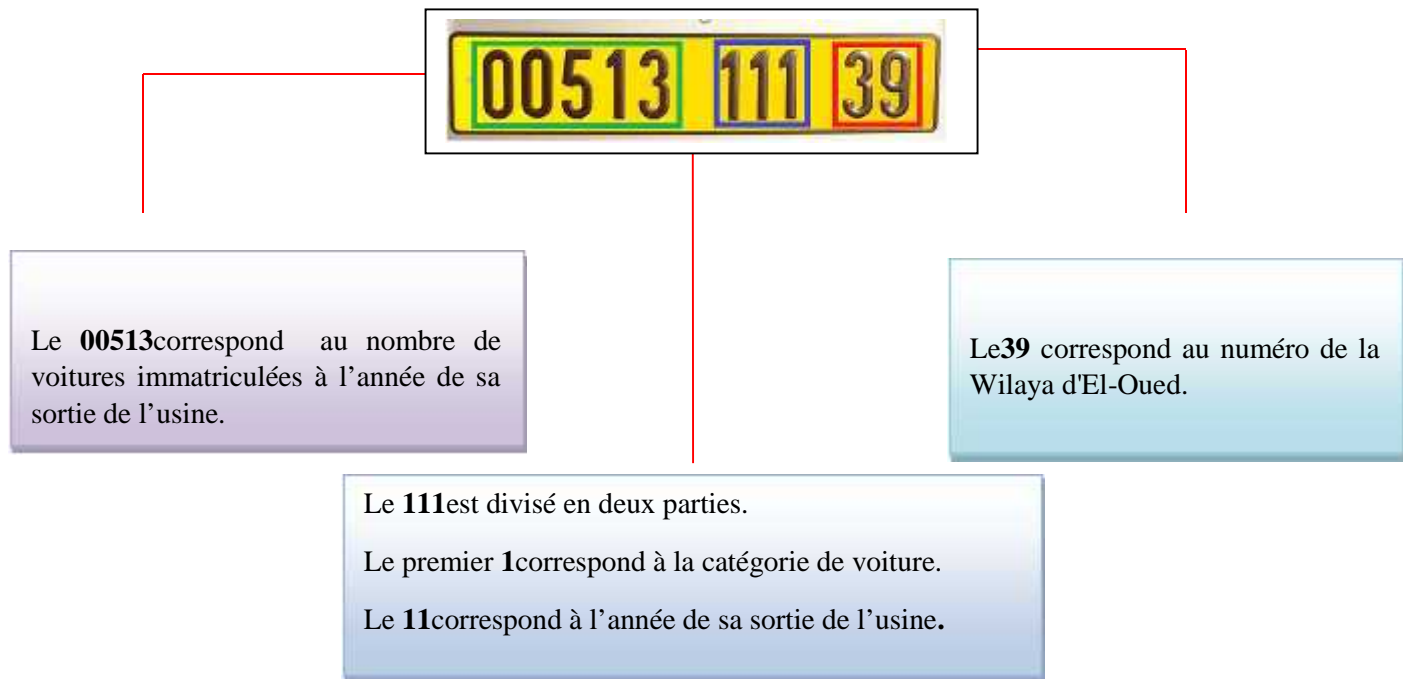 00513 111 39
Le 00513correspond au nombre de
voitures immatriculées à l’année de sa
sortie de l’usine.
Le39 correspond au numéro de la
Wilaya d'El-Oued.
Le 111est divisé en deux parties.
Le premier 1correspond à la catégorie de voiture.
Le 11correspond à l’année de sa sortie de l’usine.